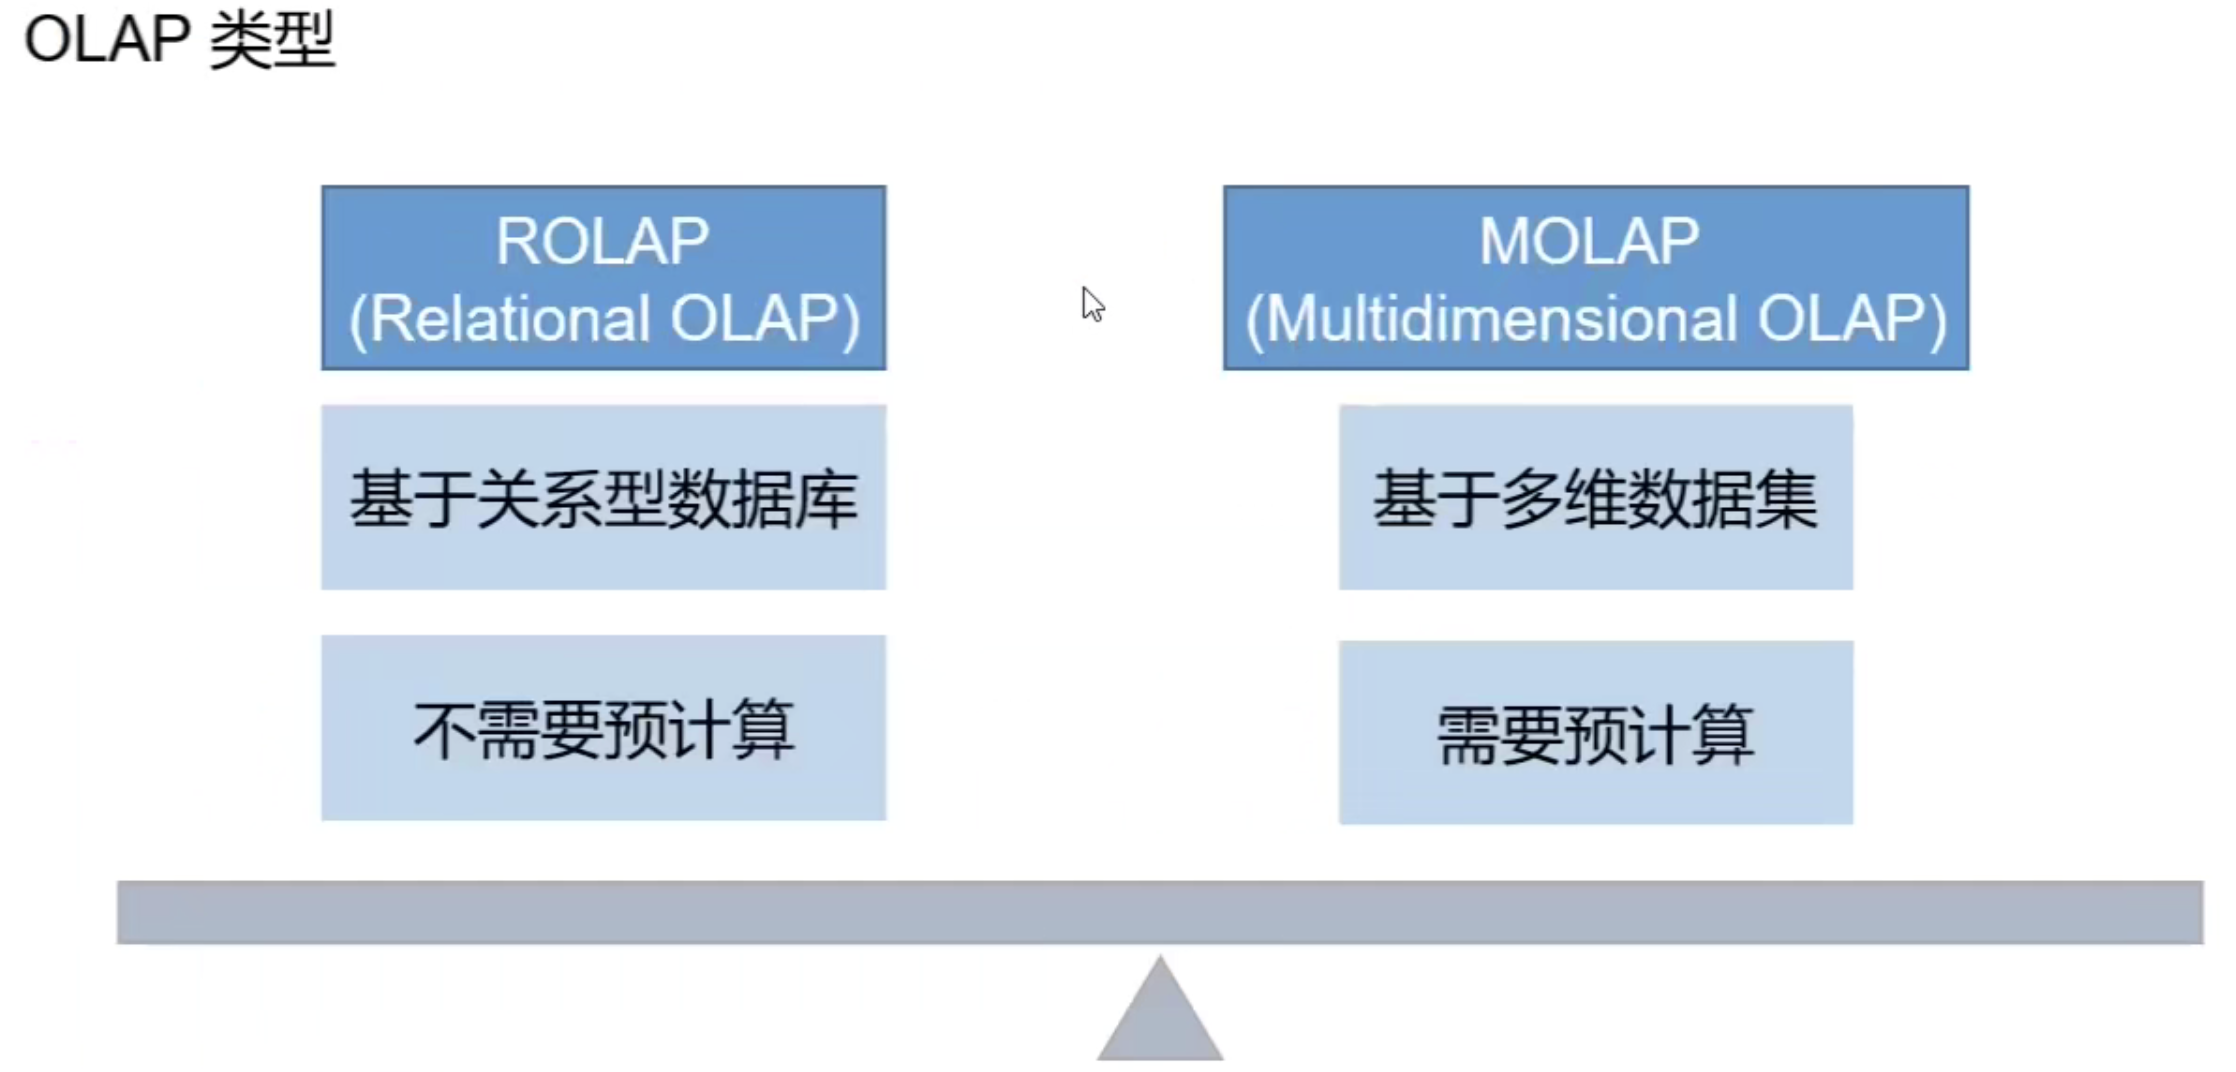 OLAP 类型
ROLAP
(Relational OLAP)
基于关系型数据库
不需要预计算
MOLAP
(Multidimensional OLAP)
基于多维数据集
需要预计算